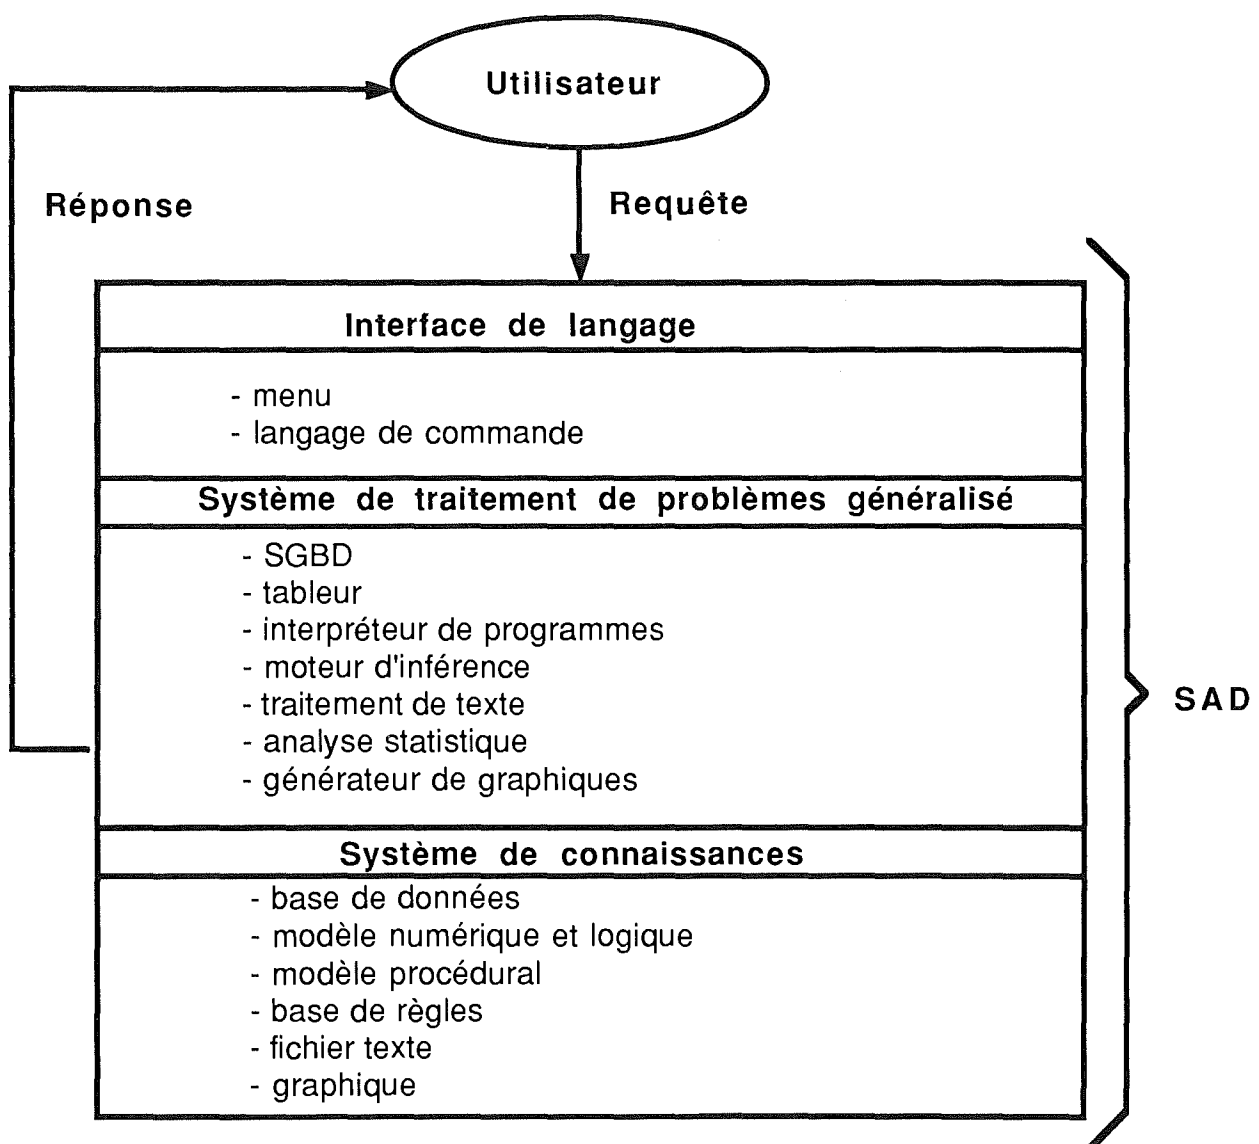 Utilisateur
Réponse
Requête
Interface de langage
- menu
- langage de commande
Système de traitement de problèmes généralisé
- SGBD
- tableur
- interpréteur de programmes
- moteur d'inférence
- traitement de texte
- analyse statistique
- générateur de graphiques
SAD
Système de connaissances
- base de données
- modèle numérique et logique
- modèle procédural
- base de règles
- fichier texte
- graphique